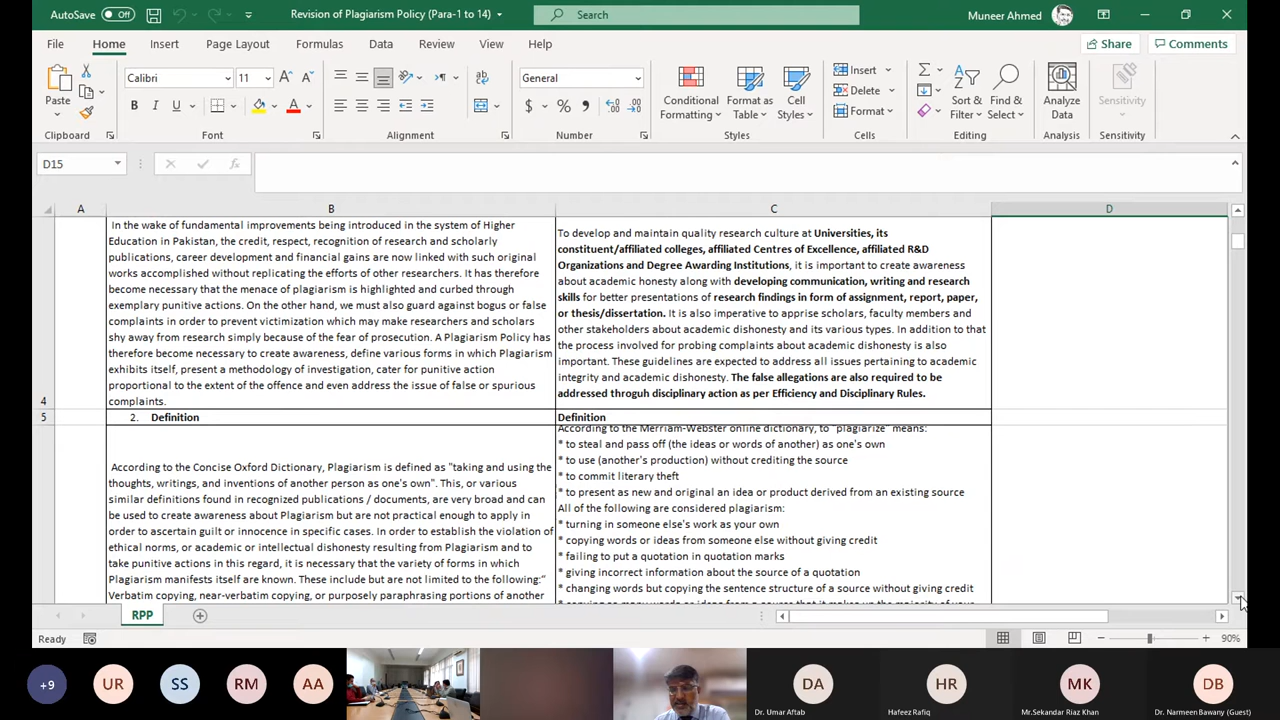 AutoSave Off
Revision of Plagiarism Policy (Para-1 to 14)
Search
Muneer Ahmed
File Home Insert Page Layout Formulas Data Review View Help
Share Comments
Paste
Calibri 11
B I U A
General
$ % ,
Conditional Formatting
Format as Table
Cell Styles
Insert
Delete
Format
Sort & Filter
Find & Select
Analyze Data
Sensitivity
Clipboard Font Alignment Number Styles Cells Editing Analysis Sensitivity
D15 fx
A B C D
In the wake of fundamental improvements being introduced in the system of Higher
Education in Pakistan, the credit, respect, recognition of research and scholarly
publications, career development and financial gains are now linked with such original
works accomplished without replicating the efforts of other researchers. It has therefore
become necessary that the menace of plagiarism is highlighted and curbed through
exemplary punitive actions. On the other hand, we must also guard against bogus or false
complaints in order to prevent victimization which may make researchers and scholars
shy away from research simply because of the fear of prosecution. A Plagiarism Policy has
therefore become necessary to create awareness, define various forms in which Plagiarism
exhibits itself, present a methodology of investigation, cater for punitive action
proportional to the extent of the offence and even address the issue of false or spurious
complaints.
To develop and maintain quality research culture at Universities, its
constituent/affiliated colleges, affiliated Centres of Excellence, affiliated R&D
Organizations and Degree Awarding Institutions, it is important to create awareness
about academic honesty along with developing communication, writing and research
skills for better presentations of research findings in form of assignment, report, paper,
or thesis/dissertation. It is also imperative to apprise scholars, faculty members and
other stakeholders about academic dishonesty and its various types. In addition to that
the process involved for probing complaints about academic dishonesty is also
important. These guidelines are expected to address all issues pertaining to academic
integrity and academic dishonesty. The false allegations are also required to be
addressed throguh disciplinary action as per Efficiency and Disciplinary Rules.
4
5 2. Definition Definition
According to the Concise Oxford Dictionary, Plagiarism is defined as "taking and using the
thoughts, writings, and inventions of another person as one's own". This, or various
similar definitions found in recognized publications / documents, are very broad and can
be used to create awareness about Plagiarism but are not practical enough to apply in
order to ascertain guilt or innocence in specific cases. In order to establish the violation of
ethical norms, or academic or intellectual dishonesty resulting from Plagiarism and to
take punitive actions in this regard, it is necessary that the variety of forms in which
Plagiarism manifests itself are known. These include but are not limited to the following:"
Verbatim copying, near-verbatim copying, or purposely paraphrasing portions of another
According to the Merriam-Webster online dictionary, to "plagiarize" means:
* to steal and pass off (the ideas or words of another) as one's own
* to use (another's production) without crediting the source
* to commit literary theft
* to present as new and original an idea or product derived from an existing source
All of the following are considered plagiarism:
* turning in someone else's work as your own
* copying words or ideas from someone else without giving credit
* failing to put a quotation in quotation marks
* giving incorrect information about the source of a quotation
* changing words but copying the sentence structure of a source without giving credit
* copying so many words or ideas from a source that it makes up the majority of your
RPP
Ready
90%
+9 UR SS RM AA DA HR MK DB
Dr. Umar Aftab
Hafeez Rafiq
Mr.Sekandar Riaz Khan
Dr. Narmeen Bawany (Guest)